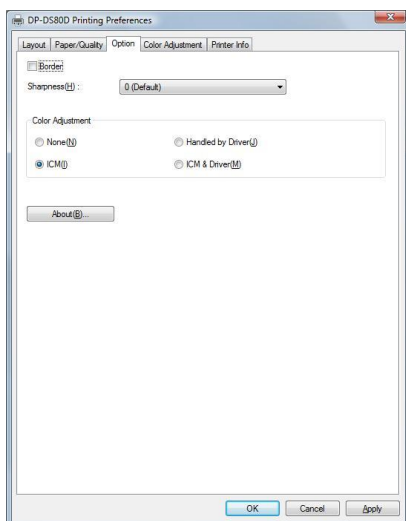 DP-DS80D Printing Preferences
Layout Paper/Quality Option Color Adjustment Printer Info
Border
Sharpness(H) : 0 (Default)
Color Adjustment
None(N) Handled by Driver(J)
ICM(I) ICM & Driver(M)
About(B)...
OK Cancel Apply